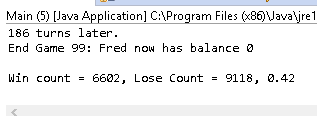 Main (5) [Java Application] C:\Program Files (x86)\Java\jre1
186 turns later.
End Game 99: Fred now has balance 0
Win count = 6602, Lose Count = 9118, 0.42